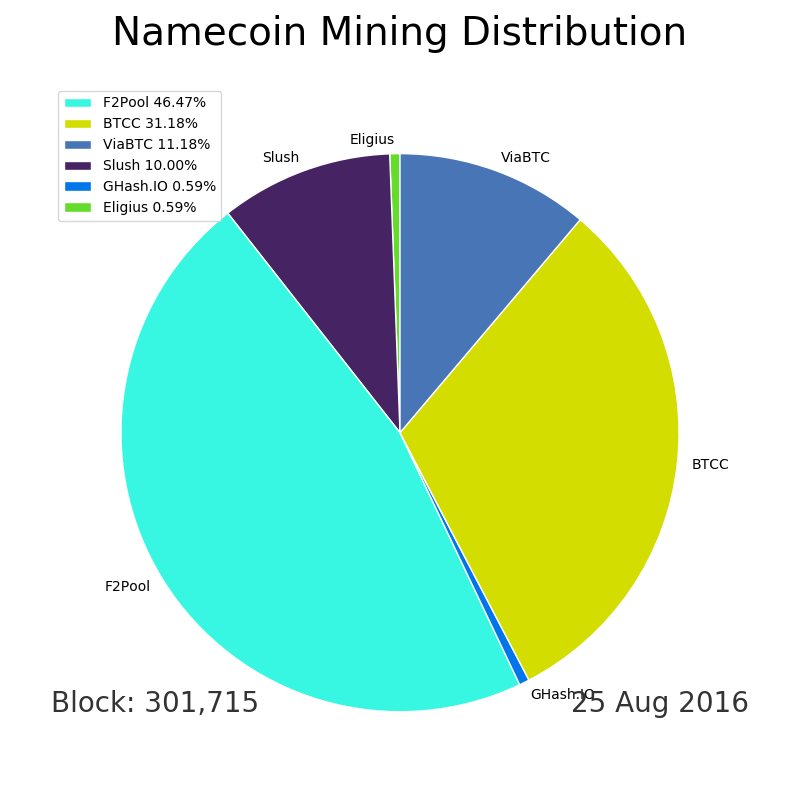 Namecoin Mining Distribution
F2Pool 46.47%
BTCC 31.18%
ViaBTC 11.18%
Slush 10.00%
GHash.IO 0.59%
Eligius 0.59%
Eligius
Slush
ViaBTC
BTCC
F2Pool
GHash.IO
Block: 301,715
25 Aug 2016